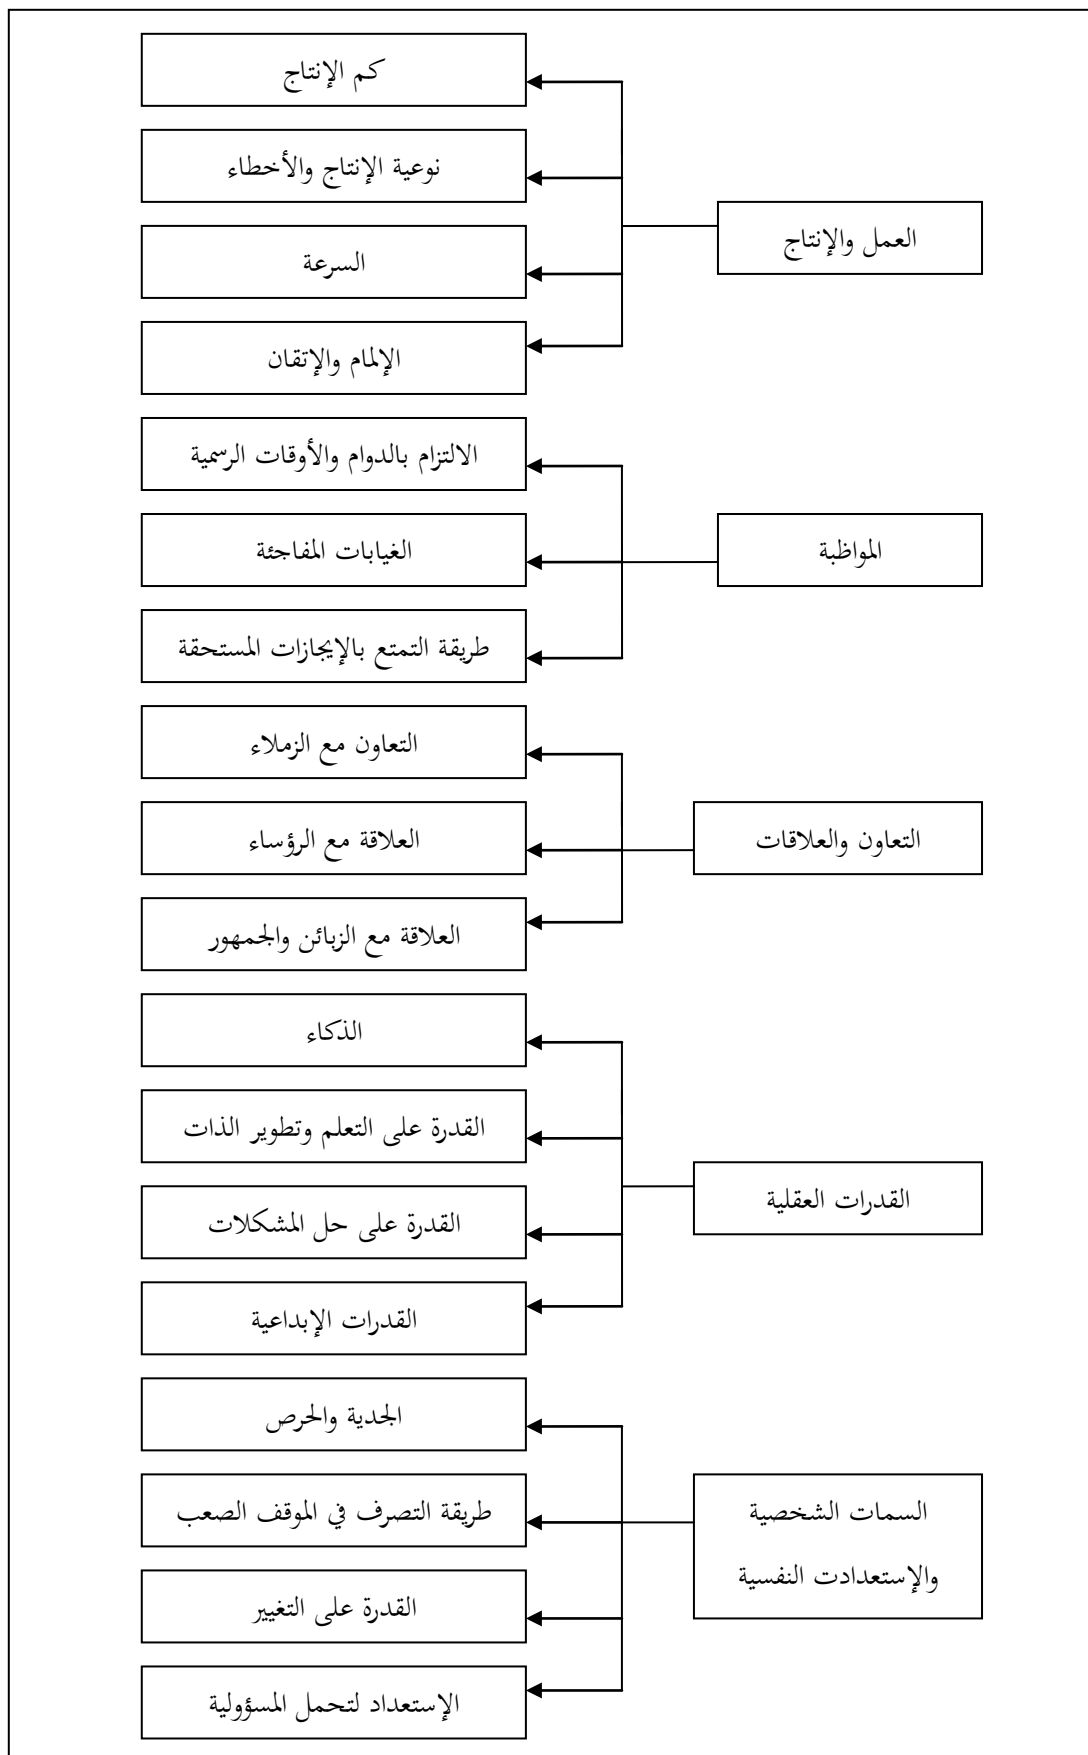 العمل والإنتاج
كم الإنتاج
نوعية الإنتاج والأخطاء
السرعة
الإلمام والإتقان
المواظبة
الالتزام بالدوام والأوقات الرسمية
الغيابات المفاجئة
طريقة التمتع بالإيجازات المستحقة
التعاون والعلاقات
التعاون مع الزملاء
العلاقة مع الرؤساء
العلاقة مع الزبائن والجمهور
القدرات العقلية
الذكاء
القدرة على التعلم وتطوير الذات
القدرة على حل المشكلات
القدرات الإبداعية
السمات الشخصية
والإستعدادت النفسية
الجدية والحرص
طريقة التصرف في الموقف الصعب
القدرة على التغيير
الإستعداد لتحمل المسؤولية